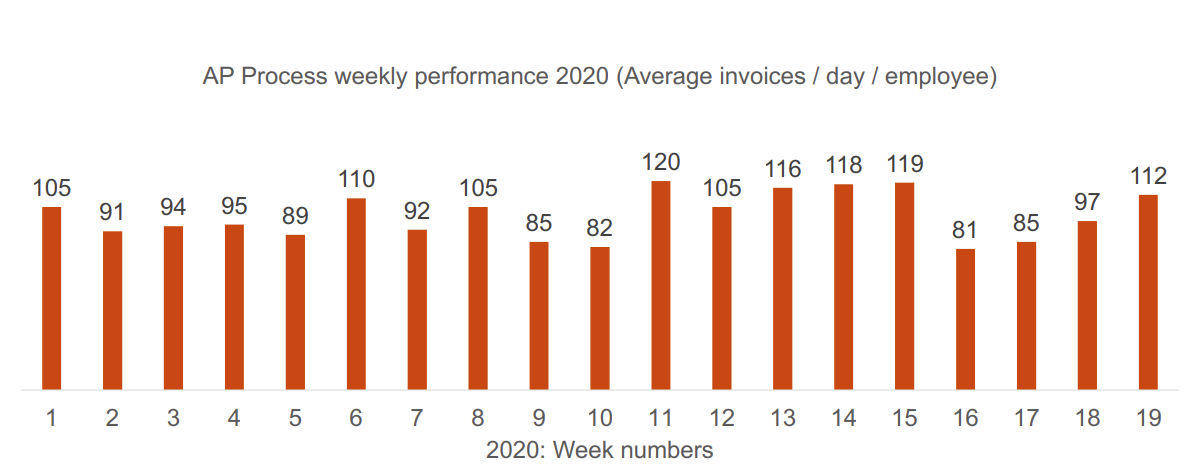 AP Process weekly performance 2020 (Average invoices / day / employee)
105 91 94 95 89 110 92 105 85 82 120 105 116 118 119 81 85 97 112
1 2 3 4 5 6 7 8 9 10 11 12 13 14 15 16 17 18 19
2020: Week numbers